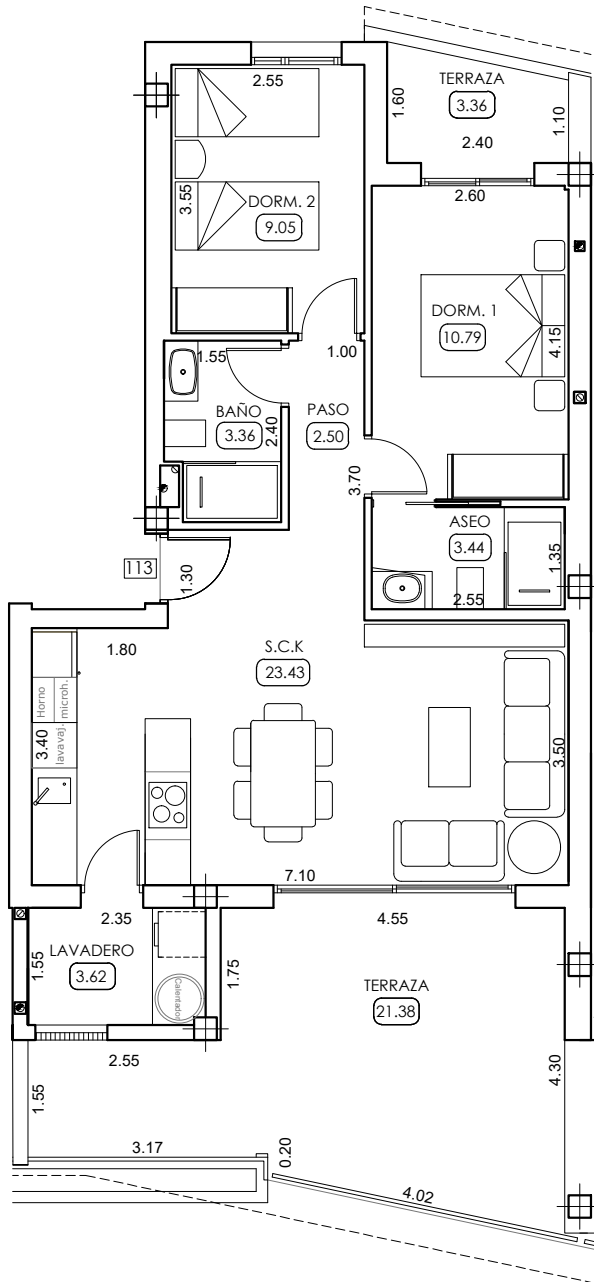 2.55
TERRAZA
3.36
1.60
1.10
2.40
2.60
3.55
DORM. 2
9.05
DORM. 1
10.79
4.15
1.55
1.00
BAÑO
3.36
2.40
PASO
2.50
3.70
ASEO
3.44
1.35
2.55
113
1.30
1.80
S.C.K
23.43
Horno
microh.
lavavaj.
3.40
3.50
7.10
2.35
4.55
LAVADERO
3.62
1.55
Calentador
1.75
TERRAZA
21.38
2.55
4.30
1.55
3.17
0.20
4.02